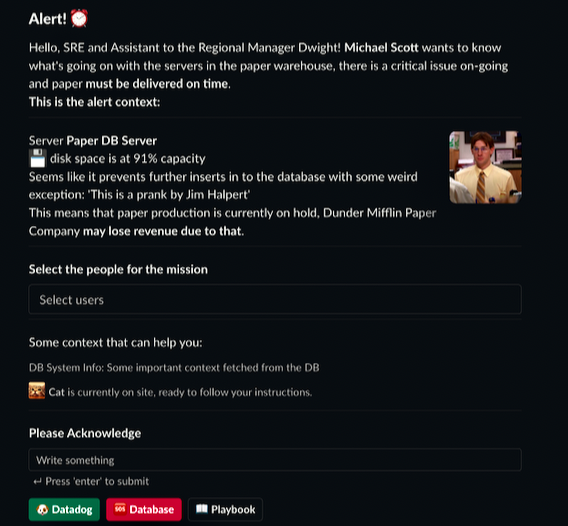 Alert! ⏰
Hello, SRE and Assistant to the Regional Manager Dwight! Michael Scott wants to know
what's going on with the servers in the paper warehouse, there is a critical issue on-going
and paper must be delivered on time.
This is the alert context:
Server Paper DB Server
💾 disk space is at 91% capacity
Seems like it prevents further inserts in to the database with some weird
exception: 'This is a prank by Jim Halpert'
This means that paper production is currently on hold, Dunder Mifflin Paper
Company may lose revenue due to that.
Select the people for the mission
Select users
Some context that can help you:
DB System Info: Some important context fetched from the DB
Cat is currently on site, ready to follow your instructions.
Please Acknowledge
Write something
↵ Press 'enter' to submit
🐶 Datadog
🆘 Database
📖 Playbook